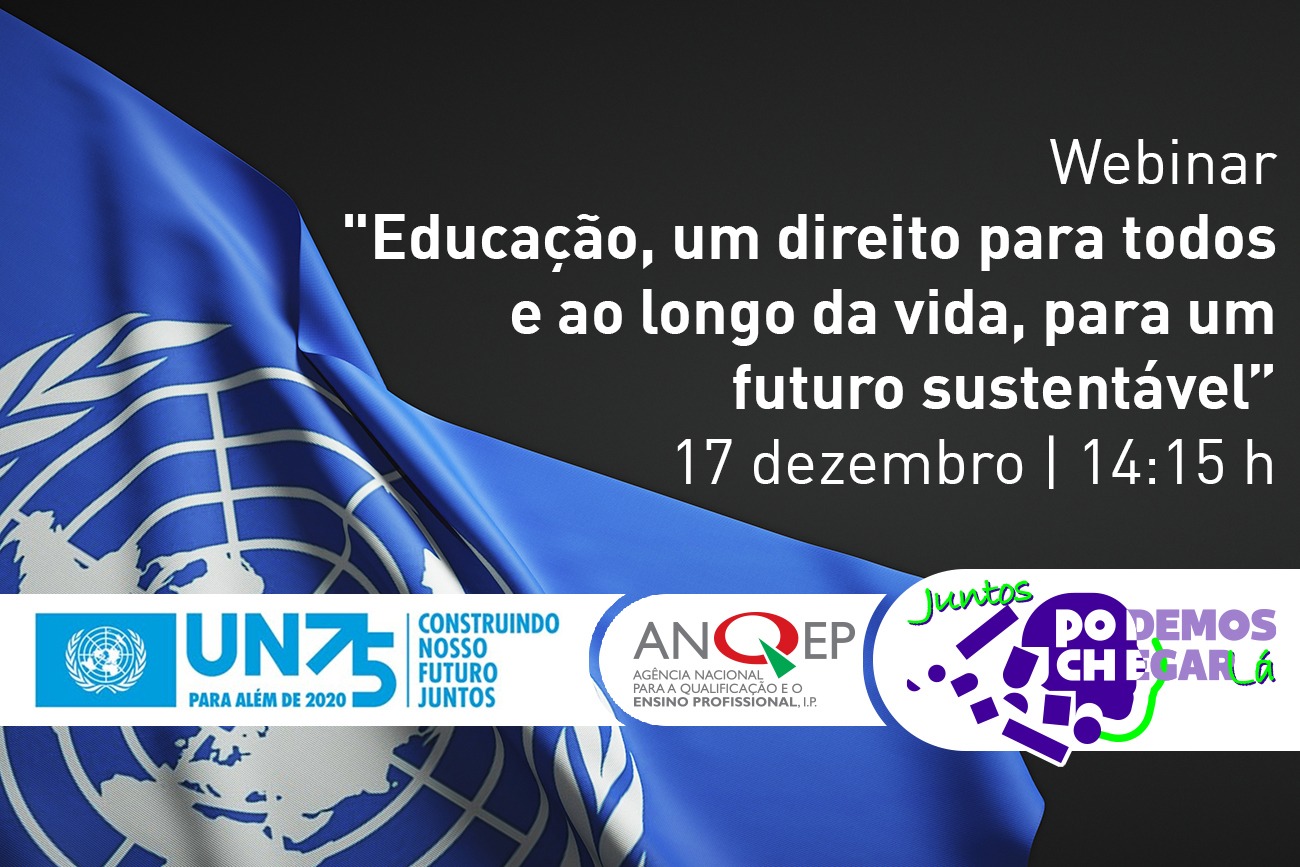 Webinar
"Educação, um direito para todos
e ao longo da vida, para um
futuro sustentável”
17 dezembro | 14:15 h
UN75
PARA ALÉM DE 2020
CONSTRUINDO
NOSSO
FUTURO
JUNTOS
ANQEP
AGÊNCIA NACIONAL
PARA A QUALIFICAÇÃO E O
ENSINO PROFISSIONAL, I.P.
Juntos
PODEMOS
CHEGAR Lá